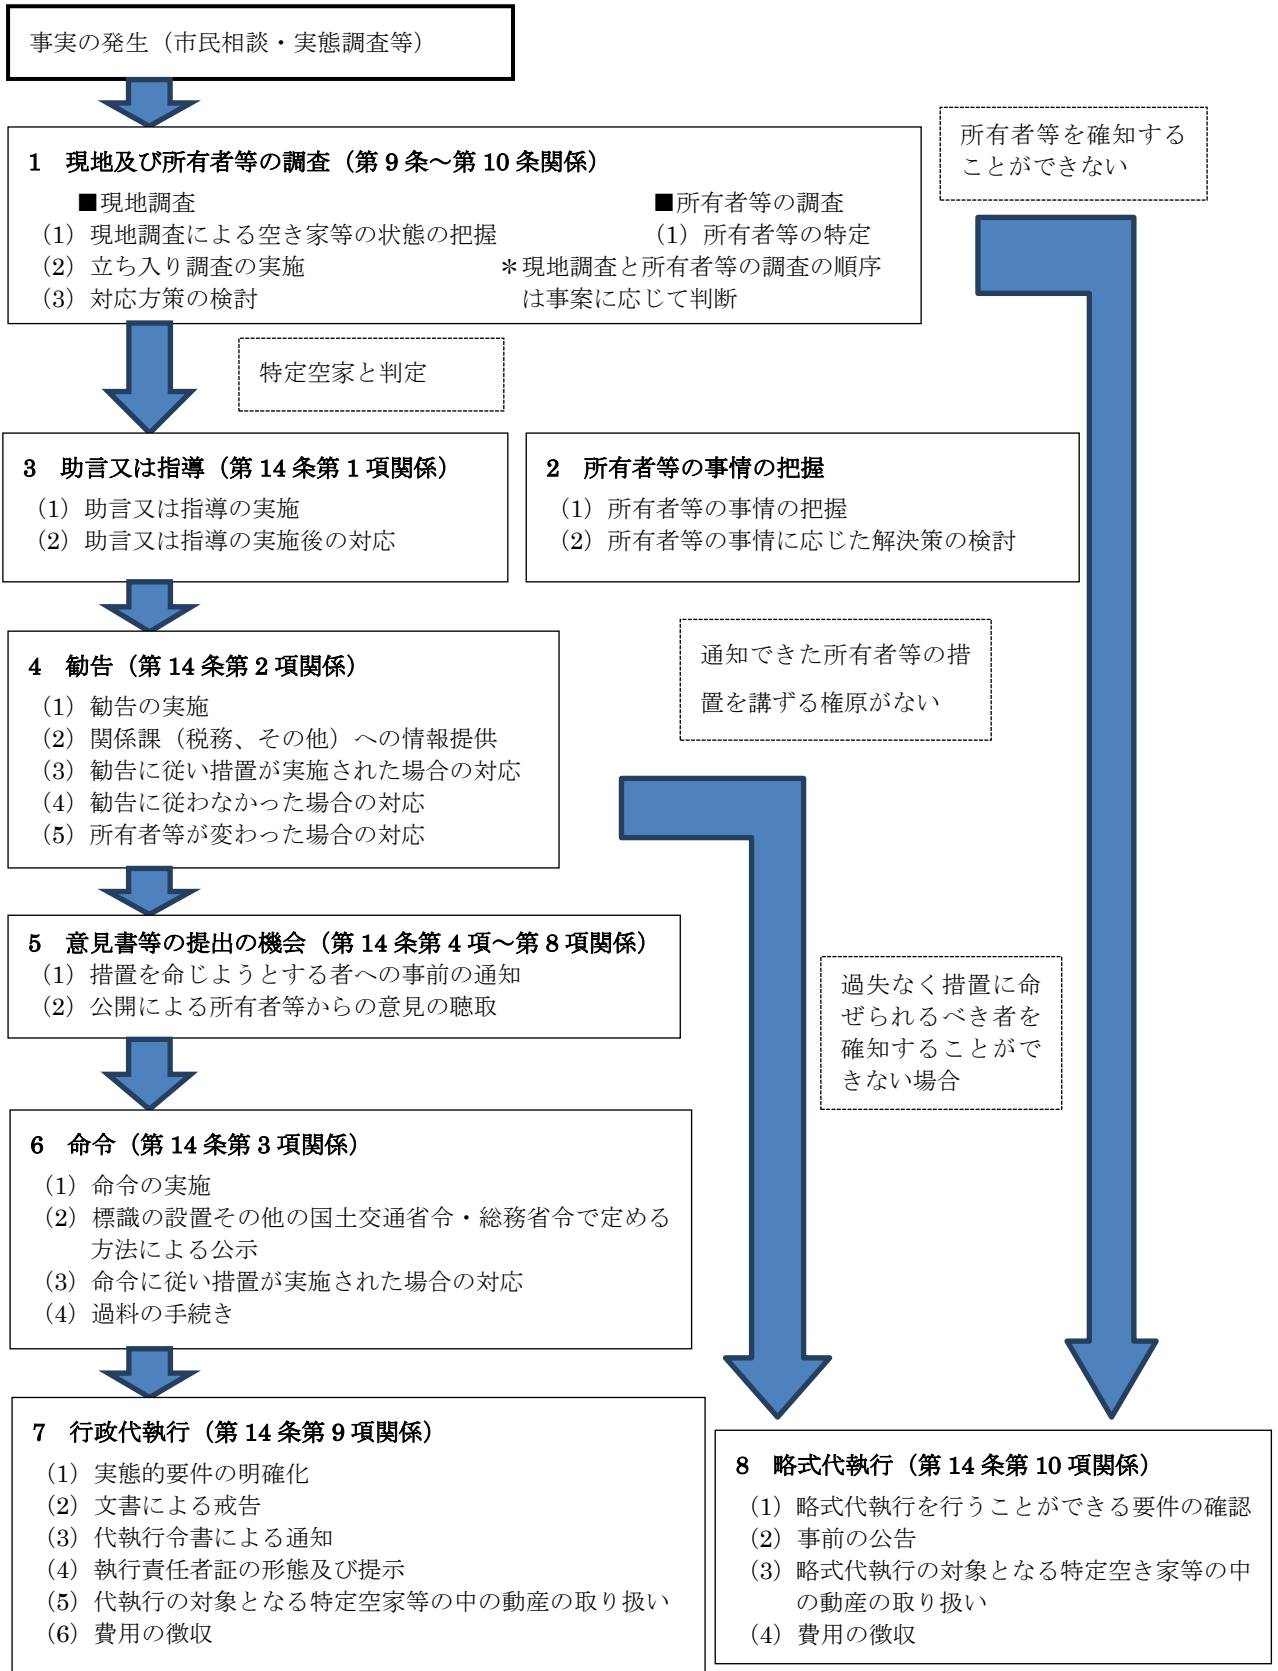 事実の発生（市民相談・実態調査等）
所有者等を確知する
ことができない
1 現地及び所有者等の調査（第 9 条～第 10 条関係）
■現地調査
（1）現地調査による空き家等の状態の把握
（2）立ち入り調査の実施
（3）対応方策の検討
■所有者等の調査
（1）所有者等の特定
＊現地調査と所有者等の調査の順序
は事案に応じて判断
特定空家と判定
3 助言又は指導（第 14 条第 1 項関係）
（1）助言又は指導の実施
（2）助言又は指導の実施後の対応
2 所有者等の事情の把握
（1）所有者等の事情の把握
（2）所有者等の事情に応じた解決策の検討
4 勧告（第 14 条第 2 項関係）
（1）勧告の実施
（2）関係課（税務、その他）への情報提供
（3）勧告に従い措置が実施された場合の対応
（4）勧告に従わなかった場合の対応
（5）所有者等が変わった場合の対応
通知できた所有者等の措
置を講ずる権原がない
5 意見書等の提出の機会（第 14 条第 4 項～第 8 項関係）
（1）措置を命じようとする者への事前の通知
（2）公開による所有者等からの意見の聴取
過失なく措置に命
ぜられるべき者を
確知することがで
きない場合
6 命令（第 14 条第 3 項関係）
（1）命令の実施
（2）標識の設置その他の国土交通省令・総務省令で定める
方法による公示
（3）命令に従い措置が実施された場合の対応
（4）過料の手続き
7 行政代執行（第 14 条第 9 項関係）
（1）実態的要件の明確化
（2）文書による戒告
（3）代執行令書による通知
（4）執行責任者証の形態及び提示
（5）代執行の対象となる特定空家等の中の動産の取り扱い
（6）費用の徴収
8 略式代執行（第 14 条第 10 項関係）
（1）略式代執行を行うことができる要件の確認
（2）事前の公告
（3）略式代執行の対象となる特定空き家等の中
の動産の取り扱い
（4）費用の徴収